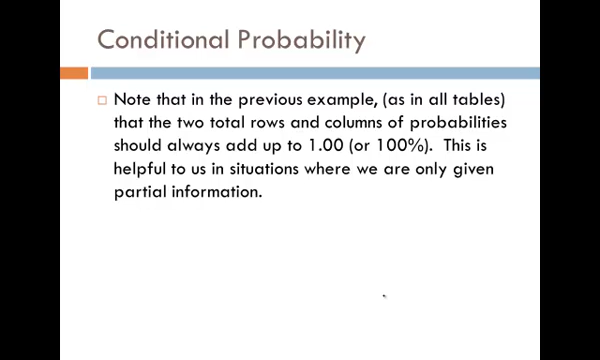 Conditional Probability
Note that in the previous example, (as in all tables)
that the two total rows and columns of probabilities
should always add up to 1.00 (or 100%).  This is
helpful to us in situations where we are only given
partial information.